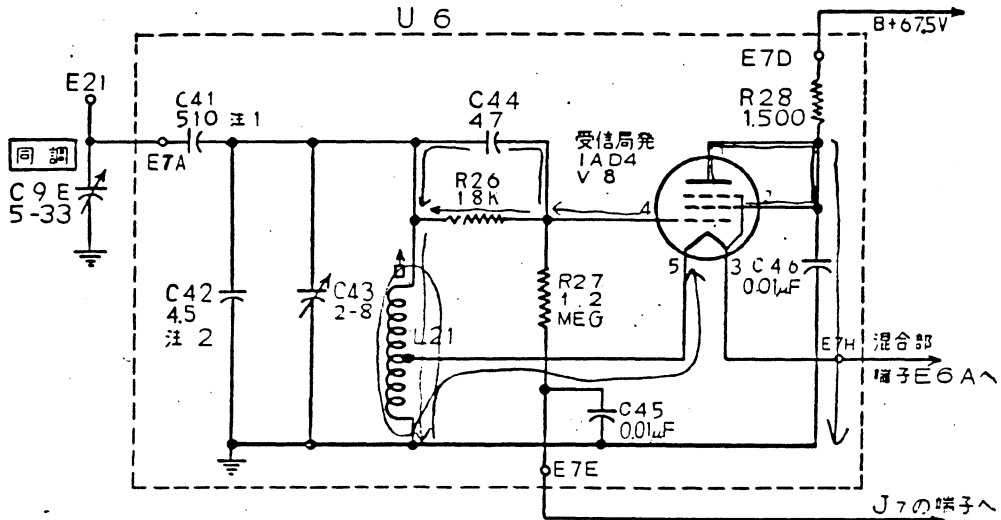 U 6
B+67.5V
E7D
E21
R28
1.500
C41
510 注1
C44
47
受信局発
1AD4
V 8
同調
E7A
R26
18K
C9E
5-33
4
2
5
3
C46
0.01μF
R27
1.2
MEG
C42
4.5
注 2
C43
2-8
L21
E7H
混合部
端子E6Aへ
C45
0.01μF
E7E
J7の端子へ